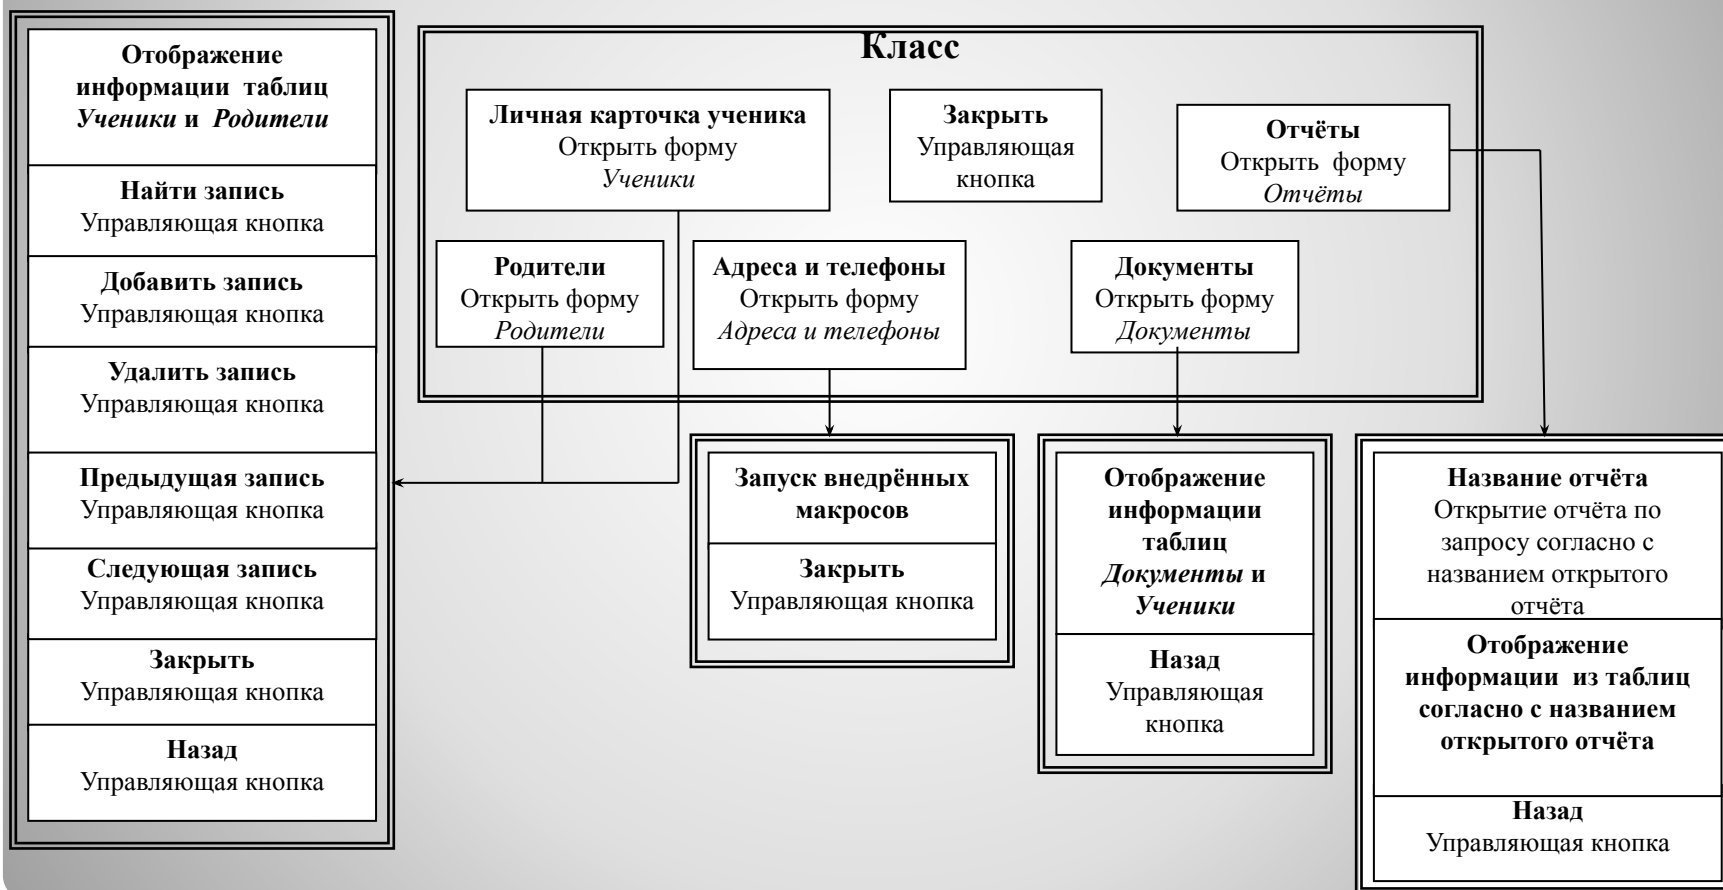 Отображение
информации таблиц
Ученики и Родители
Найти запись
Управляющая кнопка
Добавить запись
Управляющая кнопка
Удалить запись
Управляющая кнопка
Предыдущая запись
Управляющая кнопка
Следующая запись
Управляющая кнопка
Закрыть
Управляющая кнопка
Назад
Управляющая кнопка
Класс
Личная карточка ученика
Открыть форму
Ученики
Закрыть
Управляющая
кнопка
Отчёты
Открыть форму
Отчёты
Родители
Открыть форму
Родители
Адреса и телефоны
Открыть форму
Адреса и телефоны
Документы
Открыть форму
Документы
Запуск внедрённых
макросов
Закрыть
Управляющая кнопка
Отображение
информации
таблиц
Документы и
Ученики
Назад
Управляющая
кнопка
Название отчёта
Открытие отчёта по
запросу согласно с
названием открытого
отчёта
Отображение
информации из таблиц
согласно с названием
открытого отчёта
Назад
Управляющая кнопка